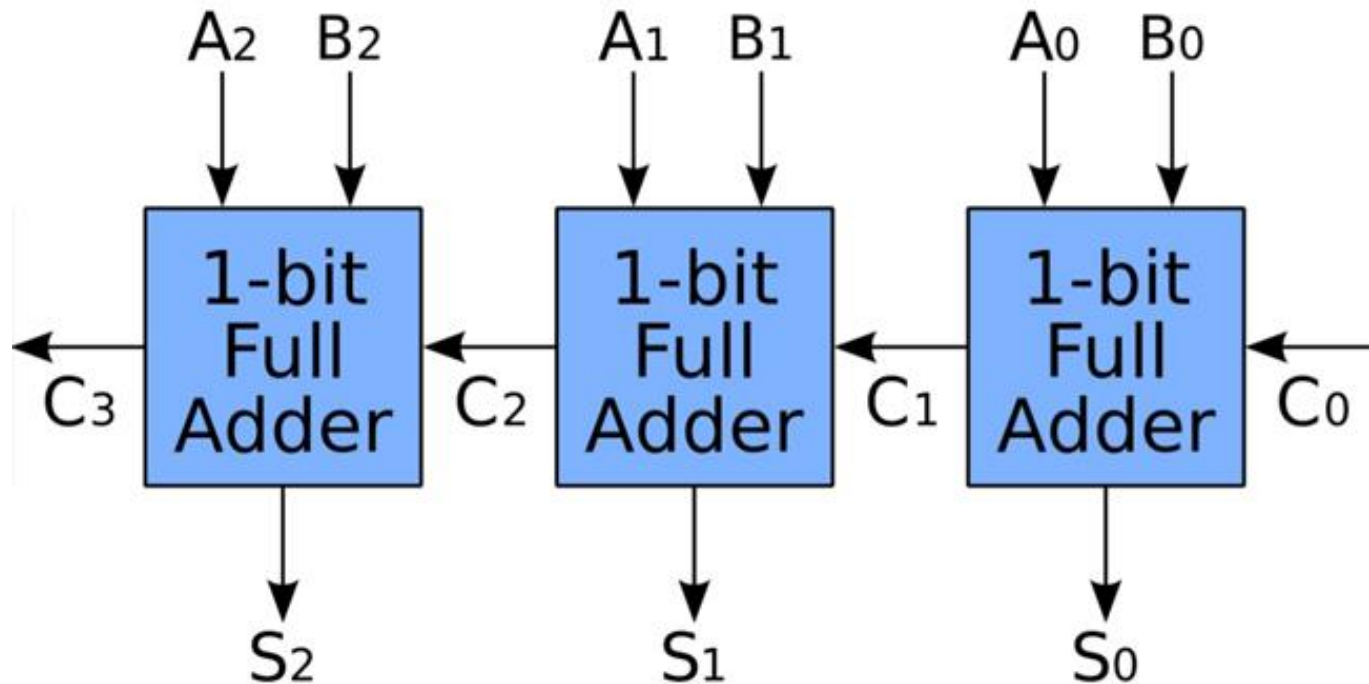 A2 B2 A1 B1 A0 B0
1-bit Full Adder
1-bit Full Adder
1-bit Full Adder
C3 C2 C1 C0
S2 S1 S0